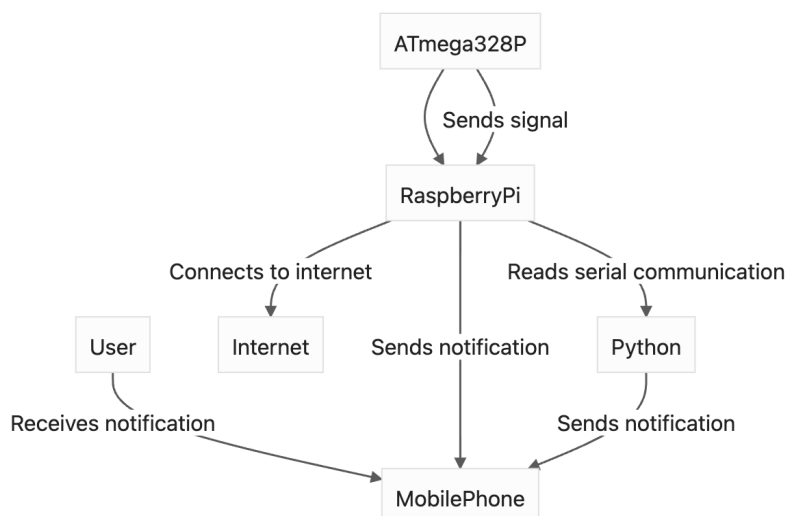 ATmega328P
Sends signal
RaspberryPi
Connects to internet
Reads serial communication
User
Internet
Sends notification
Python
Receives notification
Sends notification
MobilePhone